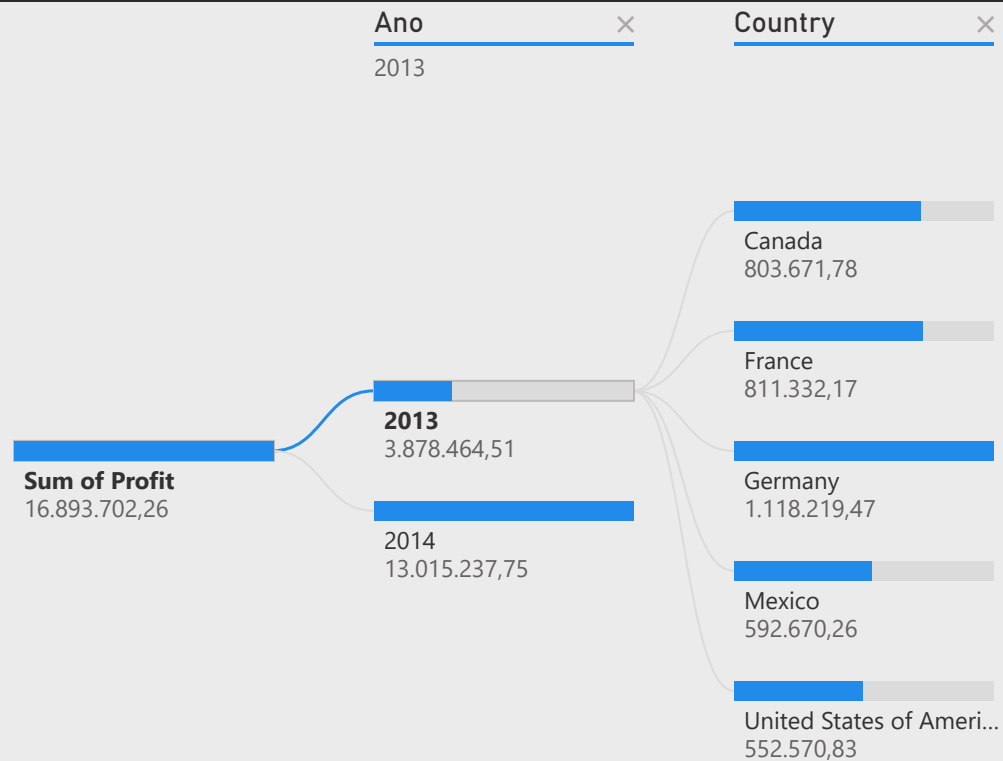 Ano
Country
2013
Canada
803.671,78
France
811.332,17
2013
3.878.464,51
Sum of Profit
16.893.702,26
Germany
1.118.219,47
2014
13.015.237,75
Mexico
592.670,26
United States of Ameri...
552.570,83